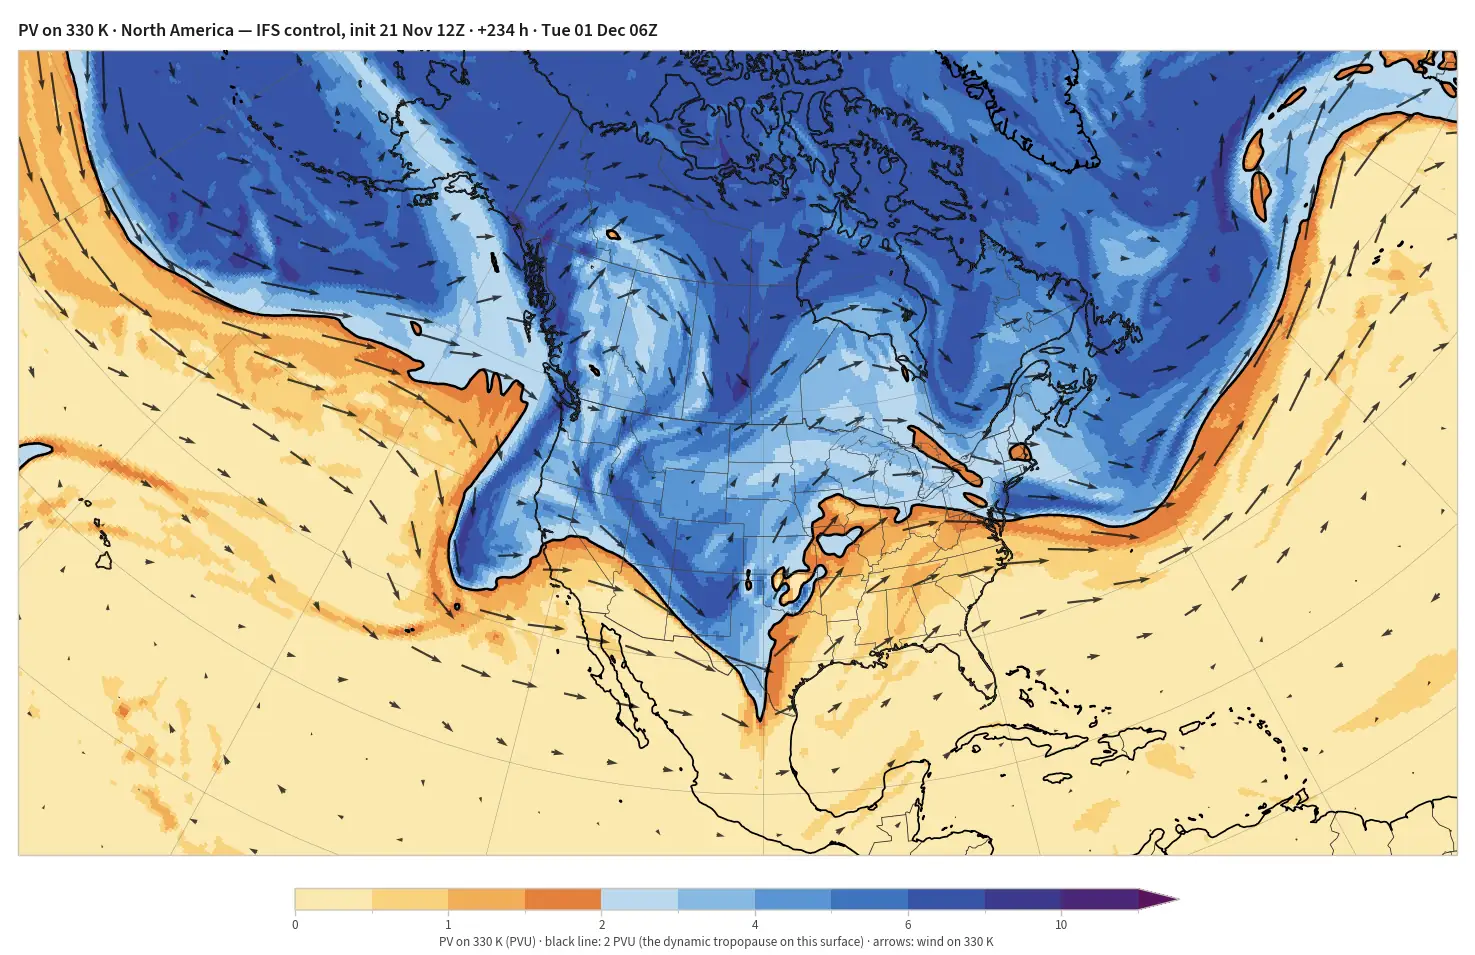 PV on 330 K · North America — IFS control, init 21 Nov 12Z · +234 h · Tue 01 Dec 06Z
0 1 2 4 6 10
PV on 330 K (PVU) · black line: 2 PVU (the dynamic tropopause on this surface) · arrows: wind on 330 K